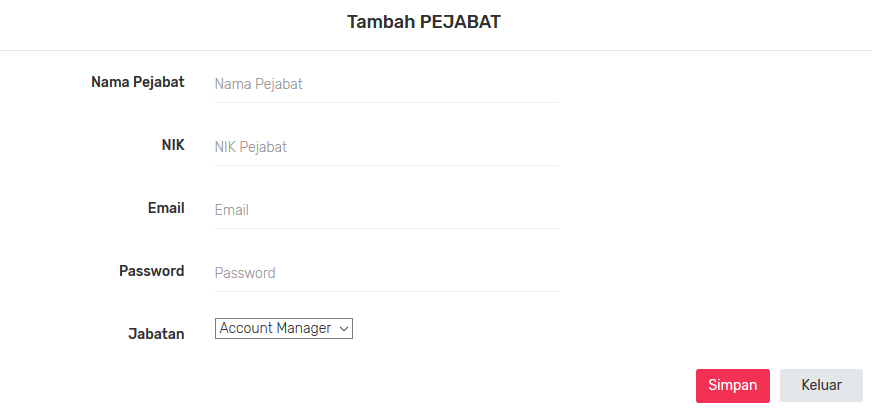 Tambah PEJABAT
Nama Pejabat Nama Pejabat
NIK NIK Pejabat
Email Email
Password Password
Jabatan Account Manager
Simpan Keluar